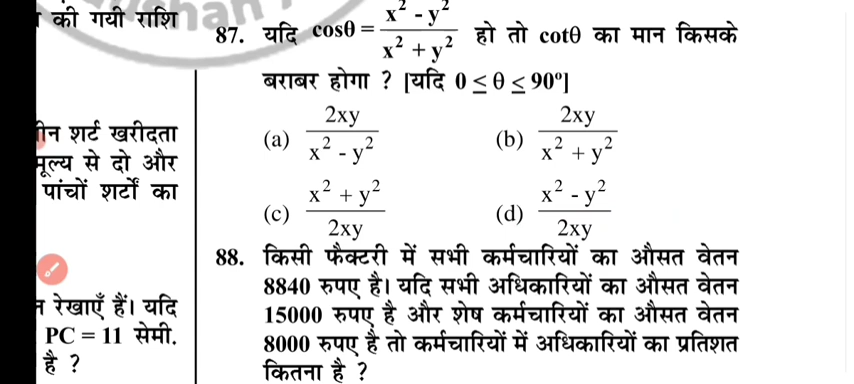 की गयी राशि
तीन शर्ट खरीदता
मूल्य से दो और
पांचों शर्टों का
रेखाएँ हैं। यदि
PC = 11 सेमी.
है ?
87. यदि cosθ = (x² - y²)/(x² + y²) हो तो cotθ का मान किसके
बराबर होगा ? [यदि 0 ≤ θ ≤ 90º]
(a) 2xy/(x² - y²) (b) 2xy/(x² + y²)
(c) (x² + y²)/2xy (d) (x² - y²)/2xy
88. किसी फैक्टरी में सभी कर्मचारियों का औसत वेतन
8840 रुपए है। यदि सभी अधिकारियों का औसत वेतन
15000 रुपए है और शेष कर्मचारियों का औसत वेतन
8000 रुपए है तो कर्मचारियों में अधिकारियों का प्रतिशत
कितना है ?